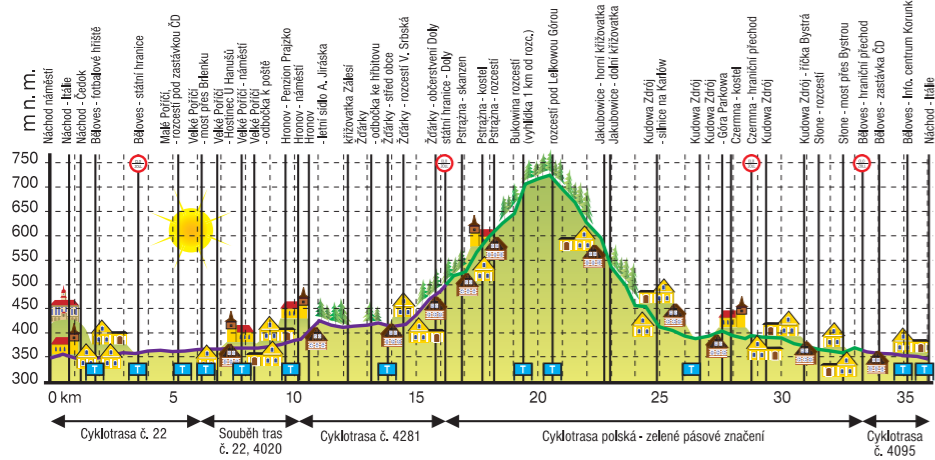 m n. m.
Náchod náměstí
Náchod - Itálie
Náchod - Čedok
Běloves - fotbalové hřiště
Běloves - státní hranice
Malé Poříčí,
- rozcestí pod zastávkou ČD
Velké Poříčí
- most přes Brlenku
Velké Poříčí
- Hostinec U Hanušů
Velké Poříčí - náměstí
Velké Poříčí
- odbočka k poště
Hronov - Penzion Prajzko
Hronov - náměstí
Hronov
- letní sídlo A. Jiráska
křižovatka Zálesí
Žďárky
- odbočka ke hřbitovu
Žďárky - střed obce
Žďárky - rozcestí V. Srbská
Žďárky - občerstvení Doly
státní hranice - Doly
Pstrążna - skanzen
Pstrążna - kostel
Pstrążna - rozcestí
Bukowina rozcestí
(vyhlídka 1 km od rozc.)
rozcestí pod Lelkowou Górou
Jakubowice - horní křižovatka
Jakubowice - dolní křižovatka
Kudowa Zdrój
- silnice na Karlów
Kudowa Zdrój
Kudowa Zdrój
- Góra Parkowa
Czermna - kostel
Czermna - hraniční přechod
Kudowa Zdrój
Kudowa Zdrój - říčka Bystrá
Słone - rozcestí
Słone - most přes Bystrou
Běloves - hraniční přechod
Běloves - zastávka ČD
Běloves - Info. centrum Korunk
Náchod - Itálie
750
700
650
600
550
500
450
400
350
300
T T T T T T T T T T T T
0 km 5 10 15 20 25 30 35
Cyklotrasa č. 22
Souběh tras
č. 22, 4020
Cyklotrasa č. 4281
Cyklotrasa polská - zelené pásové značení
Cyklotrasa
č. 4095